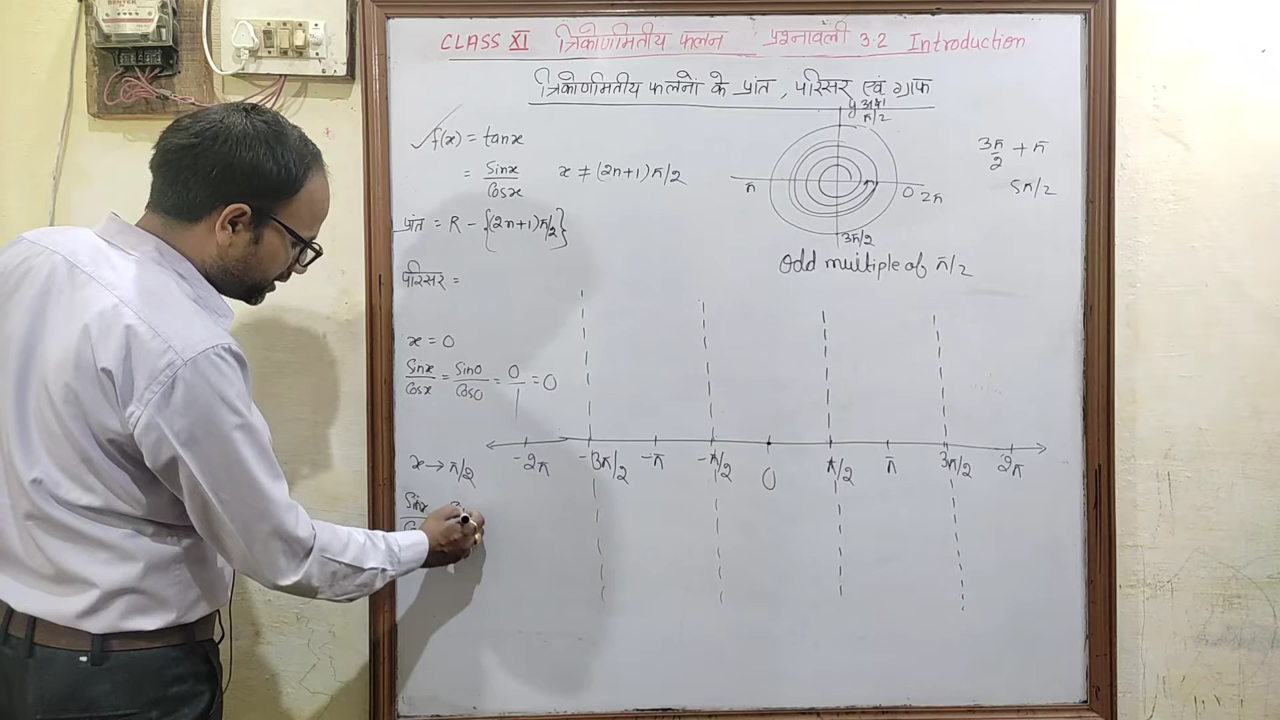 CLASS XI त्रिकोणमितीय फलन प्रश्नावली 3.2 Introduction
त्रिकोणमितीय फलनों के प्रांत, परिसर एवं ग्राफ
f(x) = tanx
= Sinx/Cosx x ≠ (2n+1)π/2
प्रांत = R - {(2n+1)π/2}
परिसर =
x = 0
Sinx/Cosx = Sin0/Cos0 = 0/1 = 0
x → π/2
Sinx
y
π/2
π
0 2π
3π/2
3π/2 + π
5π/2
Odd multiple of π/2
-2π -3π/2 -π -π/2 0 π/2 π 3π/2 2π